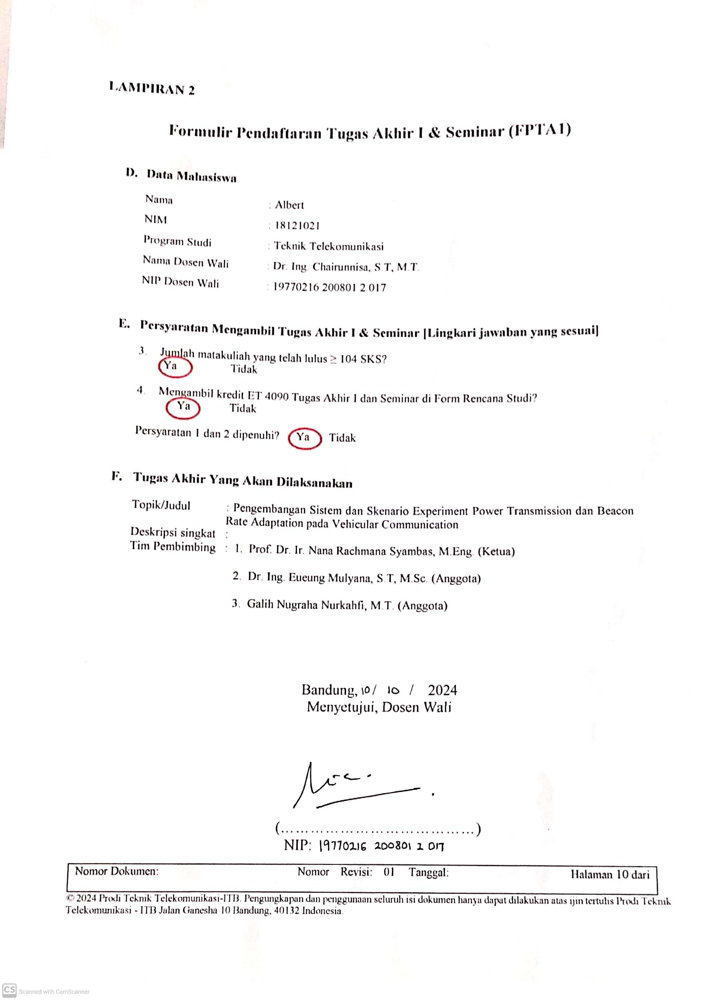 LAMPIRAN 2
Formulir Pendaftaran Tugas Akhir I & Seminar (FPTA1)
D. Data Mahasiswa
Nama : Albert
NIM : 18121021
Program Studi : Teknik Telekomunikasi
Nama Dosen Wali : Dr. Ing. Chairunnisa, S.T, M.T.
NIP Dosen Wali : 19770216 200801 2 017
E. Persyaratan Mengambil Tugas Akhir I & Seminar [Lingkari jawaban yang sesuai]
3. Jumlah matakuliah yang telah lulus ≥ 104 SKS?
Ya Tidak
4. Mengambil kredit ET 4090 Tugas Akhir I dan Seminar di Form Rencana Studi?
Ya Tidak
Persyaratan 1 dan 2 dipenuhi? Ya Tidak
F. Tugas Akhir Yang Akan Dilaksanakan
Topik/Judul : Pengembangan Sistem dan Skenario Experiment Power Transmission dan Beacon
Rate Adaptation pada Vehicular Communication
Deskripsi singkat :
Tim Pembimbing : 1. Prof. Dr. Ir. Nana Rachmana Syambas, M.Eng. (Ketua)
2. Dr. Ing. Eueung Mulyana, S.T, M.Sc. (Anggota)
3. Galih Nugraha Nurkahfi, M.T. (Anggota)
Bandung, 10/ 10 / 2024
Menyetujui, Dosen Wali
(.......................................)
NIP: 19770216 200801 2 017
Nomor Dokumen: Nomor Revisi: 01 Tanggal: Halaman 10 dari
© 2024 Prodi Teknik Telekomunikasi-ITB. Pengungkapan dan penggunaan seluruh isi dokumen hanya dapat dilakukan atas ijin tertulis Prodi Teknik
Telekomunikasi - ITB Jalan Ganesha 10 Bandung, 40132 Indonesia.
CS Scanned with CamScanner